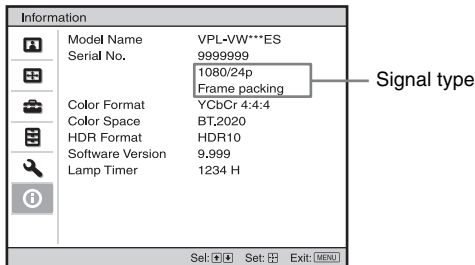 Information
Model Name VPL-VW***ES
Serial No. 9999999
1080/24p
Frame packing
Signal type
Color Format YCbCr 4:4:4
Color Space BT.2020
HDR Format HDR10
Software Version 9.999
Lamp Timer 1234 H
Sel: Set: Exit: MENU